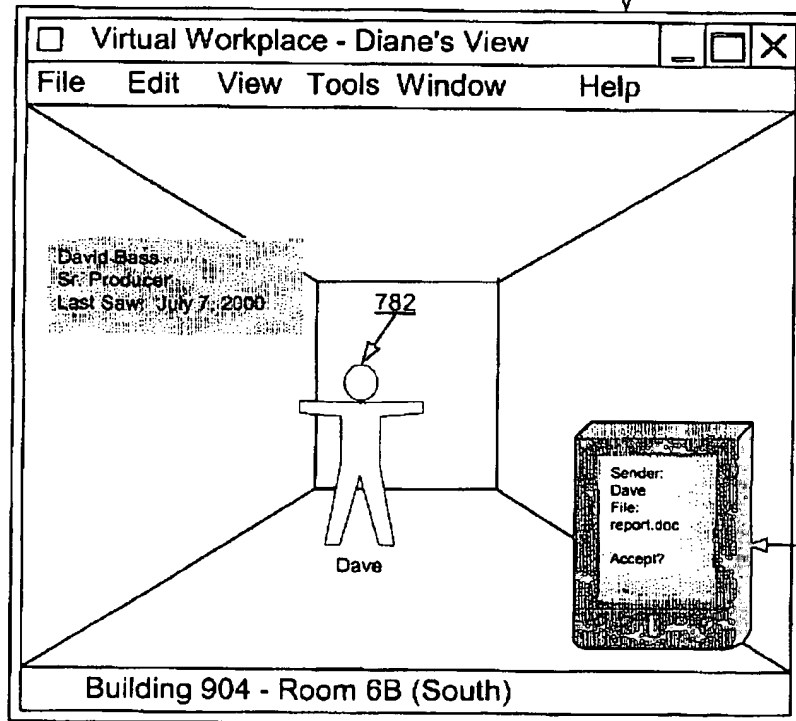 Virtual Workplace - Diane's View
File Edit View Tools Window Help
David Bass
Sr. Producer
Last Saw: July 7, 2000
782
Dave
Sender:
Dave
File:
report.doc
Accept?
Building 904 - Room 6B (South)